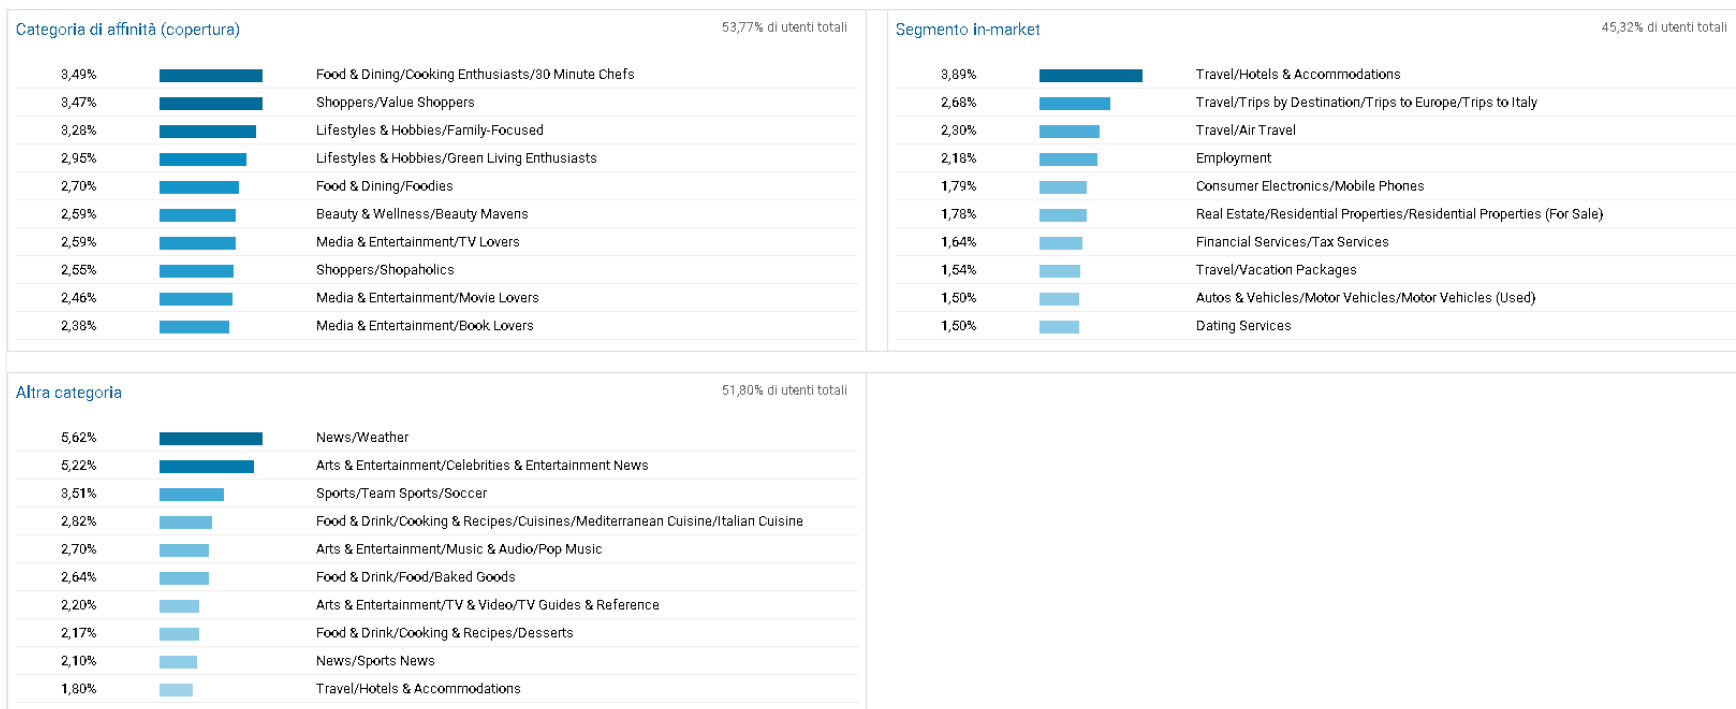 Categoria di affinità (copertura) 53,77% di utenti totali
3,49% Food & Dining/Cooking Enthusiasts/30 Minute Chefs
3,47% Shoppers/Value Shoppers
3,28% Lifestyles & Hobbies/Family-Focused
2,95% Lifestyles & Hobbies/Green Living Enthusiasts
2,70% Food & Dining/Foodies
2,59% Beauty & Wellness/Beauty Mavens
2,59% Media & Entertainment/TV Lovers
2,55% Shoppers/Shopaholics
2,46% Media & Entertainment/Movie Lovers
2,38% Media & Entertainment/Book Lovers
Segmento in-market 45,32% di utenti totali
3,89% Travel/Hotels & Accommodations
2,68% Travel/Trips by Destination/Trips to Europe/Trips to Italy
2,30% Travel/Air Travel
2,18% Employment
1,79% Consumer Electronics/Mobile Phones
1,78% Real Estate/Residential Properties/Residential Properties (For Sale)
1,64% Financial Services/Tax Services
1,54% Travel/Vacation Packages
1,50% Autos & Vehicles/Motor Vehicles/Motor Vehicles (Used)
1,50% Dating Services
Altra categoria 51,80% di utenti totali
5,62% News/Weather
5,22% Arts & Entertainment/Celebrities & Entertainment News
3,51% Sports/Team Sports/Soccer
2,82% Food & Drink/Cooking & Recipes/Cuisines/Mediterranean Cuisine/Italian Cuisine
2,70% Arts & Entertainment/Music & Audio/Pop Music
2,64% Food & Drink/Food/Baked Goods
2,20% Arts & Entertainment/TV & Video/TV Guides & Reference
2,17% Food & Drink/Cooking & Recipes/Desserts
2,10% News/Sports News
1,80% Travel/Hotels & Accommodations